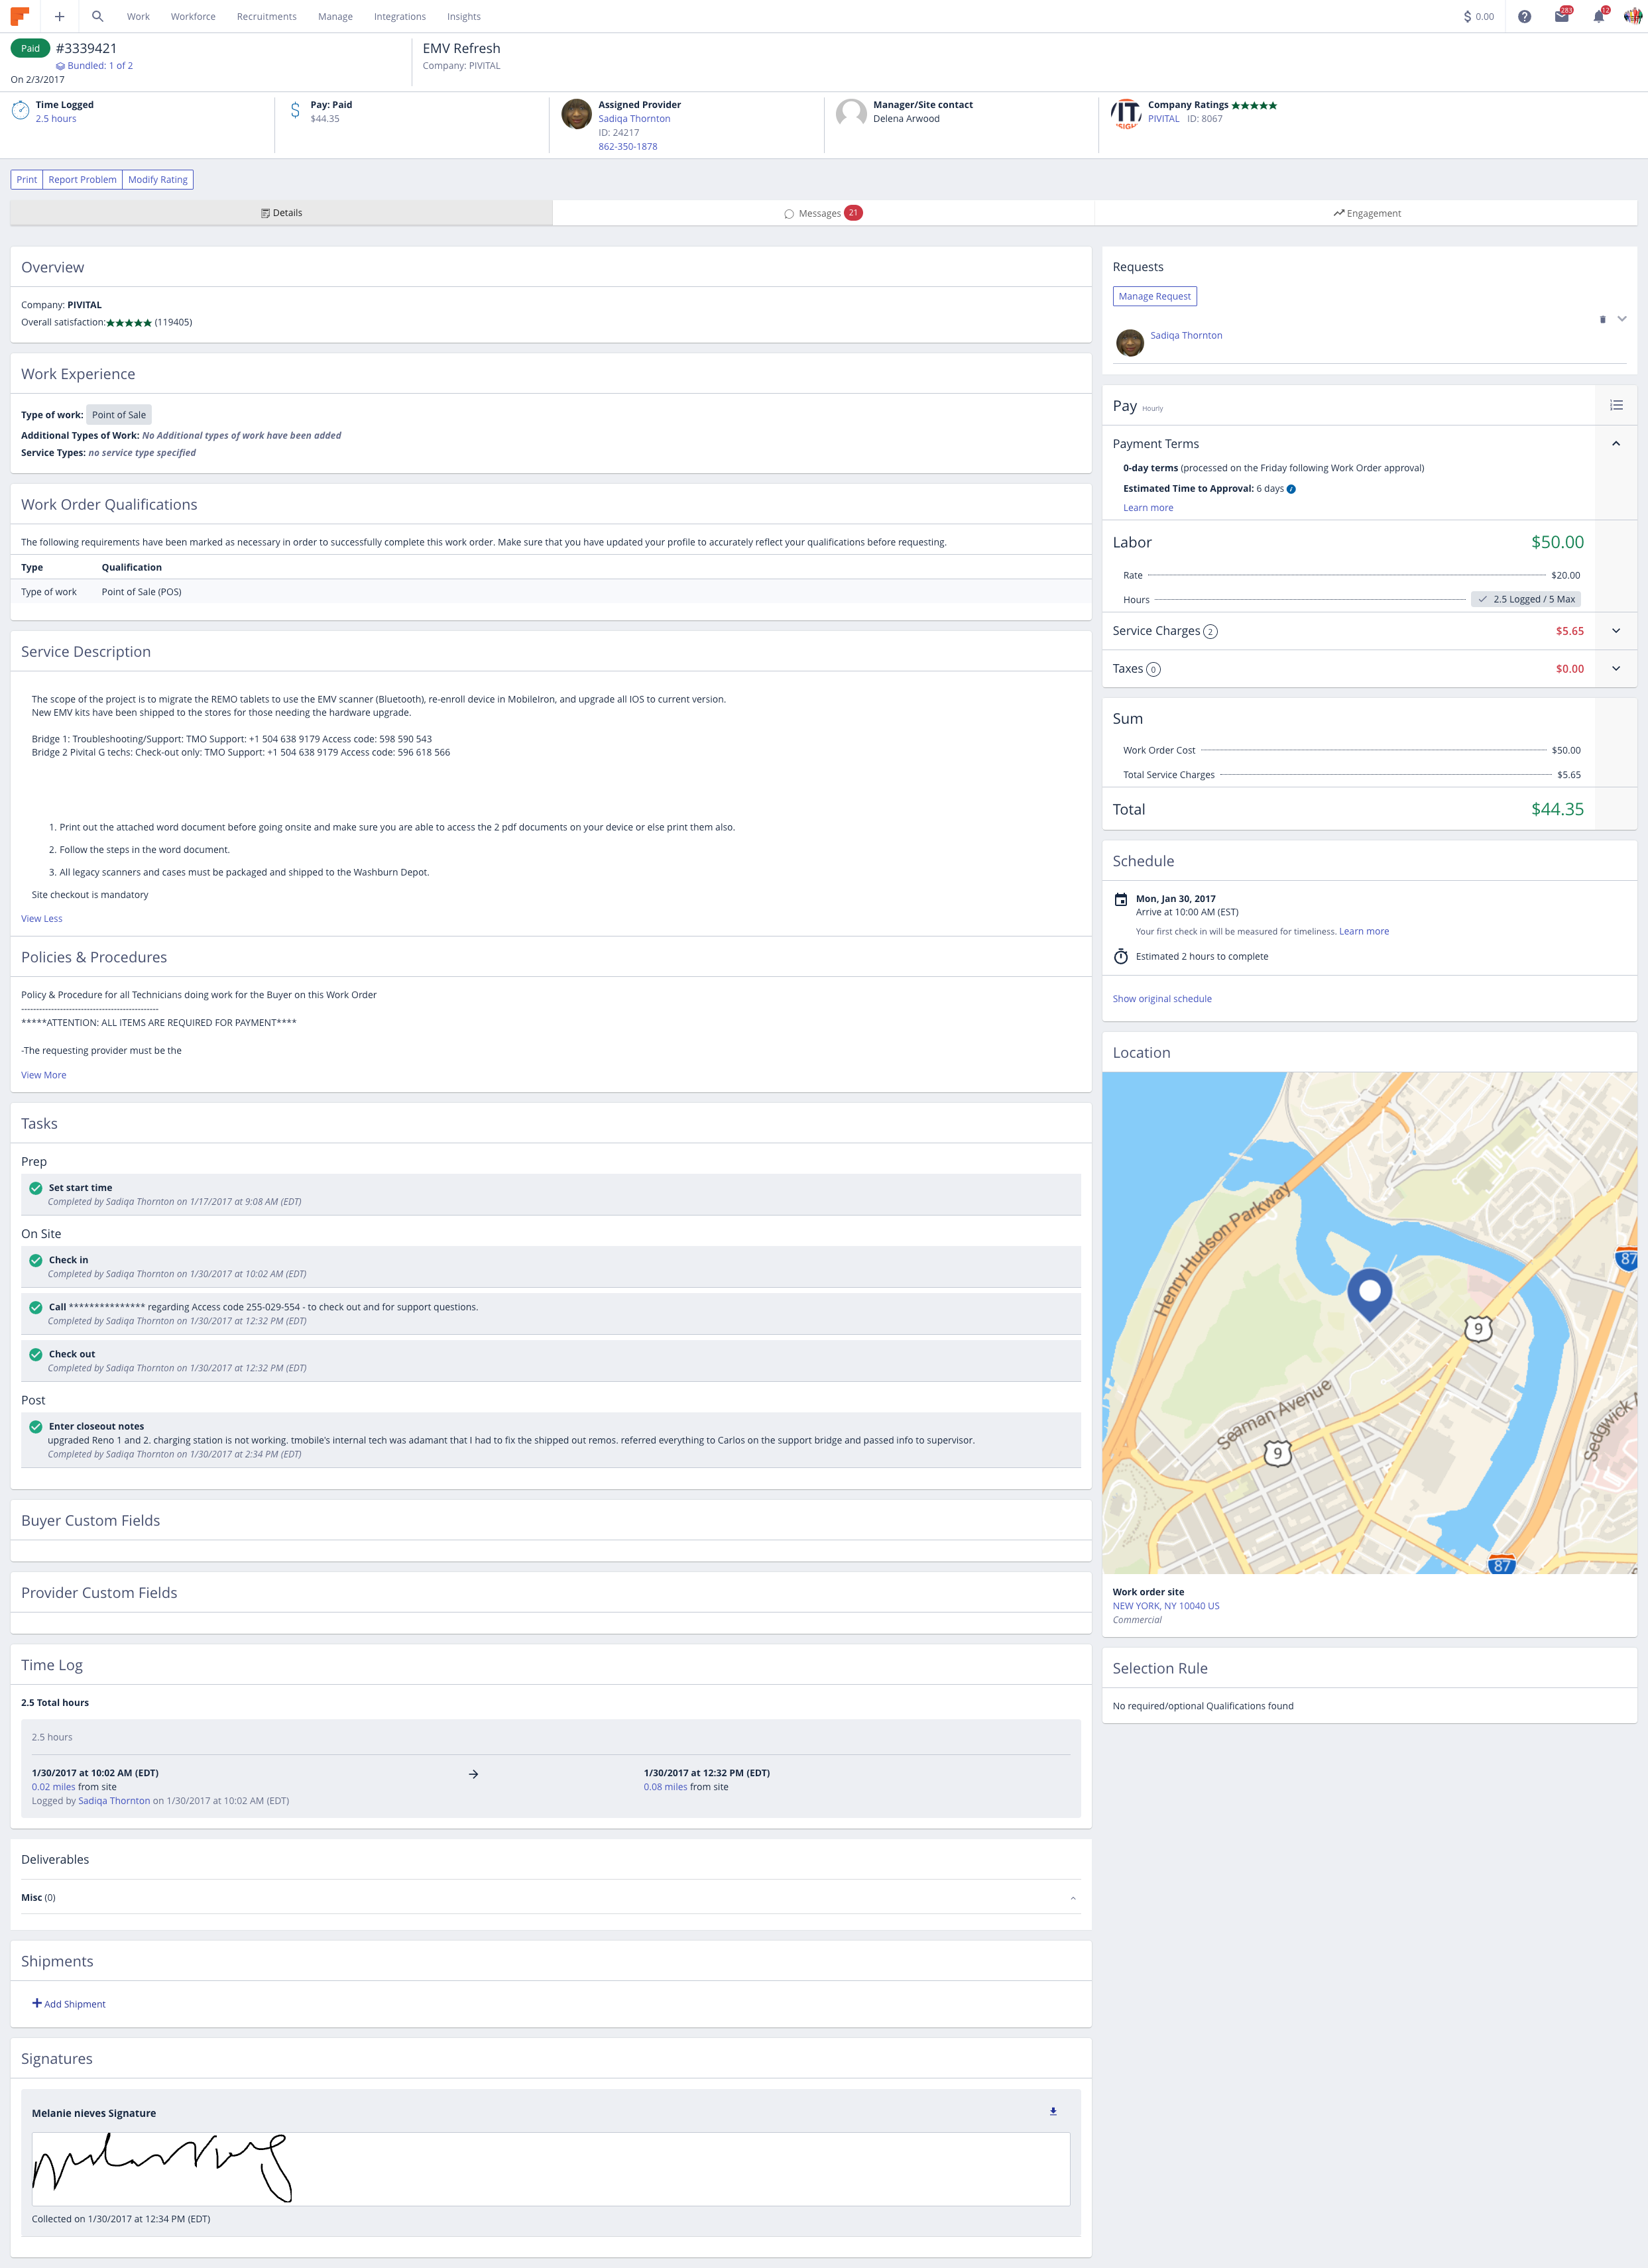 Work Workforce Recruitments Manage Integrations Insights $ 0.00 283 12
Paid #3339421
Bundled: 1 of 2
On 2/3/2017
EMV Refresh
Company: PIVITAL
Time Logged
2.5 hours
Pay: Paid
$44.35
Assigned Provider
Sadiqa Thornton
ID: 24217
862-350-1878
Manager/Site contact
Delena Arwood
Company Ratings ★★★★★
PIVITAL ID: 8067
Print Report Problem Modify Rating
Details Messages 21 Engagement
Overview
Company: PIVITAL
Overall satisfaction:★★★★★ (119405)
Work Experience
Type of work: Point of Sale
Additional Types of Work: No Additional types of work have been added
Service Types: no service type specified
Work Order Qualifications
The following requirements have been marked as necessary in order to successfully complete this work order. Make sure that you have updated your profile to accurately reflect your qualifications before requesting.
Type Qualification
Type of work Point of Sale (POS)
Service Description
The scope of the project is to migrate the REMO tablets to use the EMV scanner (Bluetooth), re-enroll device in MobileIron, and upgrade all IOS to current version.
New EMV kits have been shipped to the stores for those needing the hardware upgrade.
Bridge 1: Troubleshooting/Support: TMO Support: +1 504 638 9179 Access code: 598 590 543
Bridge 2 Pivital G techs: Check-out only: TMO Support: +1 504 638 9179 Access code: 596 618 566
1. Print out the attached word document before going onsite and make sure you are able to access the 2 pdf documents on your device or else print them also.
2. Follow the steps in the word document.
3. All legacy scanners and cases must be packaged and shipped to the Washburn Depot.
Site checkout is mandatory
View Less
Policies & Procedures
Policy & Procedure for all Technicians doing work for the Buyer on this Work Order
----------------------------------------------
*****ATTENTION: ALL ITEMS ARE REQUIRED FOR PAYMENT****
-The requesting provider must be the
View More
Tasks
Prep
Set start time
Completed by Sadiqa Thornton on 1/17/2017 at 9:08 AM (EDT)
On Site
Check in
Completed by Sadiqa Thornton on 1/30/2017 at 10:02 AM (EDT)
Call *************** regarding Access code 255-029-554 - to check out and for support questions.
Completed by Sadiqa Thornton on 1/30/2017 at 12:32 PM (EDT)
Check out
Completed by Sadiqa Thornton on 1/30/2017 at 12:32 PM (EDT)
Post
Enter closeout notes
upgraded Reno 1 and 2. charging station is not working. tmobile's internal tech was adamant that I had to fix the shipped out remos. referred everything to Carlos on the support bridge and passed info to supervisor.
Completed by Sadiqa Thornton on 1/30/2017 at 2:34 PM (EDT)
Buyer Custom Fields
Provider Custom Fields
Time Log
2.5 Total hours
2.5 hours
1/30/2017 at 10:02 AM (EDT) → 1/30/2017 at 12:32 PM (EDT)
0.02 miles from site 0.08 miles from site
Logged by Sadiqa Thornton on 1/30/2017 at 10:02 AM (EDT)
Deliverables
Misc (0)
Shipments
+ Add Shipment
Signatures
Melanie nieves Signature
Collected on 1/30/2017 at 12:34 PM (EDT)
Requests
Manage Request
Sadiqa Thornton
Pay Hourly
Payment Terms
0-day terms (processed on the Friday following Work Order approval)
Estimated Time to Approval: 6 days
Learn more
Labor $50.00
Rate $20.00
Hours 2.5 Logged / 5 Max
Service Charges 2 $5.65
Taxes 0 $0.00
Sum
Work Order Cost $50.00
Total Service Charges $5.65
Total $44.35
Schedule
Mon, Jan 30, 2017
Arrive at 10:00 AM (EST)
Your first check in will be measured for timeliness. Learn more
Estimated 2 hours to complete
Show original schedule
Location
Henry Hudson Parkway
87
9
Seaman Avenue
9
Sedgwick
87
Work order site
NEW YORK, NY 10040 US
Commercial
Selection Rule
No required/optional Qualifications found